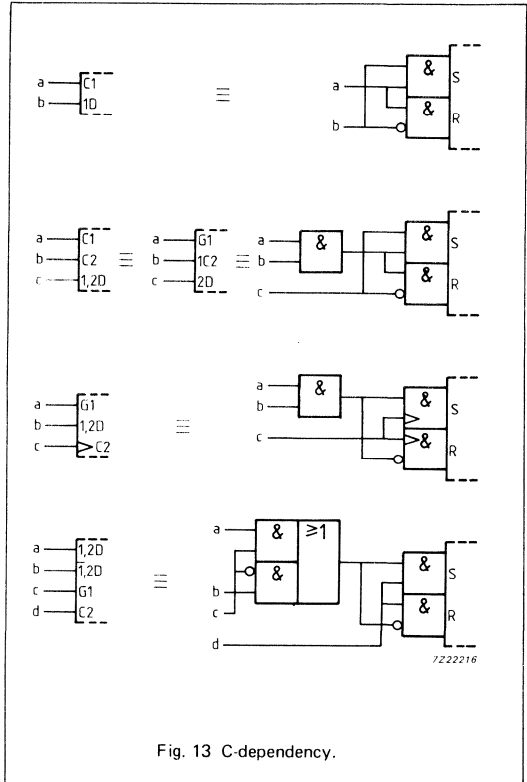 a C1
b 1D
≡
a
b
&
S
&
R
a C1
b C2
c 1,2D
≡
a G1
b 1C2
c 2D
≡
a
b
&
c
&
S
&
R
a G1
b 1,2D
c C2
≡
a
b
&
c
&
S
&
R
a 1,2D
b 1̅,2D
c G1
d C2
≡
a
&
≥1
&
b
c
d
&
S
&
R
7Z22216
Fig. 13 C-dependency.